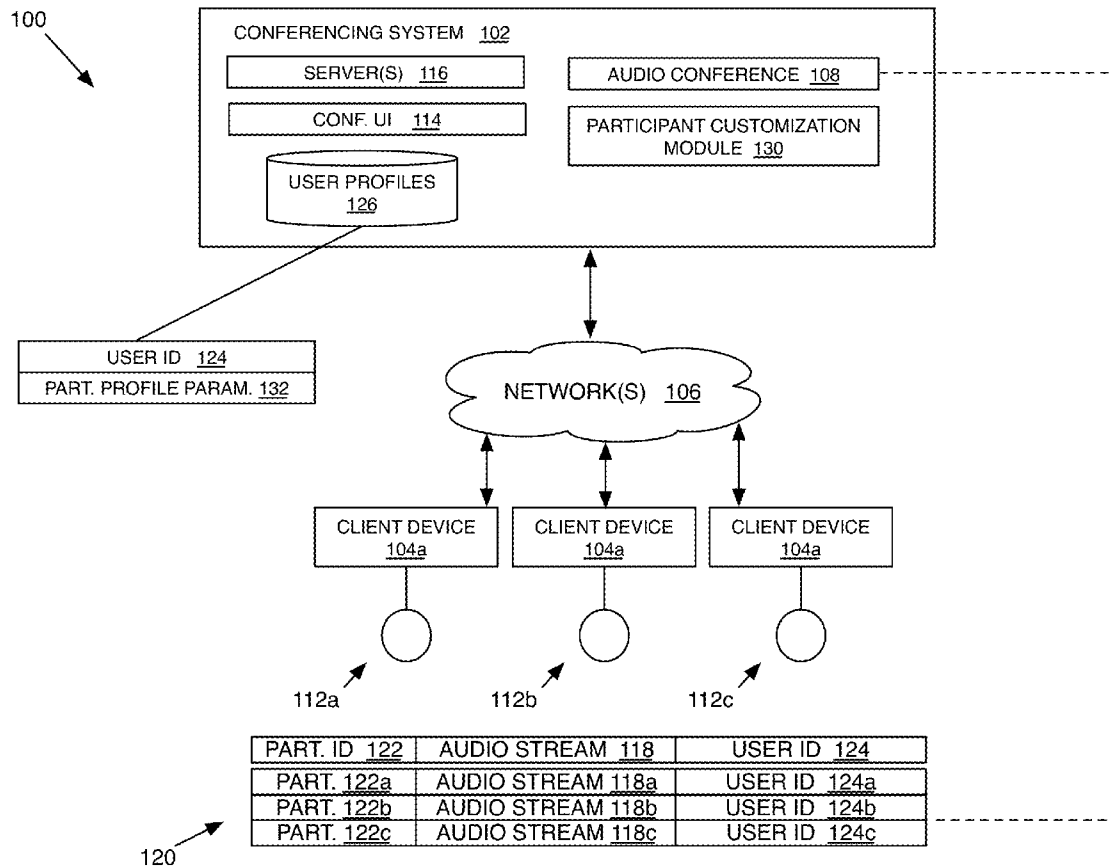 100
CONFERENCING SYSTEM 102
SERVER(S) 116
AUDIO CONFERENCE 108
CONF. UI 114
PARTICIPANT CUSTOMIZATION
MODULE 130
USER PROFILES
126
USER ID 124
PART. PROFILE PARAM. 132
NETWORK(S) 106
CLIENT DEVICE
104a
CLIENT DEVICE
104a
CLIENT DEVICE
104a
112a
112b
112c
PART. ID 122 AUDIO STREAM 118 USER ID 124
PART. 122a AUDIO STREAM 118a USER ID 124a
PART. 122b AUDIO STREAM 118b USER ID 124b
PART. 122c AUDIO STREAM 118c USER ID 124c
120